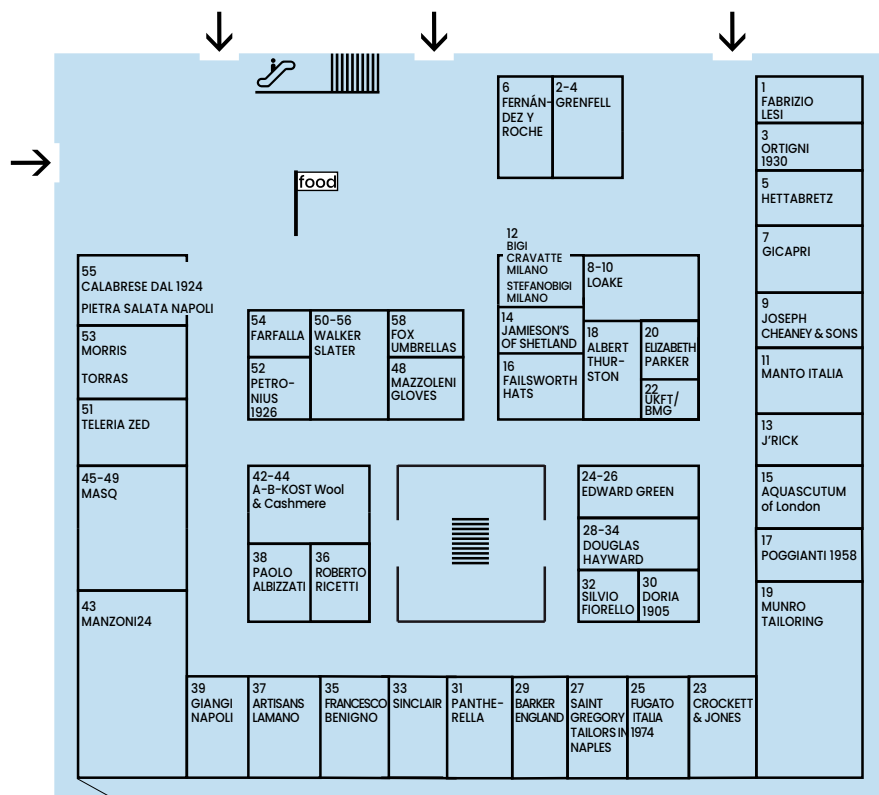 6
FERNÁN-
DEZ Y
ROCHE
2-4
GRENFELL
1
FABRIZIO
LESI
3
ORTIGNI
1930
5
HETTABRETZ
7
GICAPRI
9
JOSEPH
CHEANEY & SONS
11
MANTO ITALIA
13
J'RICK
15
AQUASCUTUM
of London
17
POGGIANTI 1958
19
MUNRO
TAILORING
food
12
BIGI
CRAVATTE
MILANO
STEFANOBIGI
MILANO
8-10
LOAKE
14
JAMIESON'S
OF SHETLAND
16
FAILSWORTH
HATS
18
ALBERT
THUR-
STON
20
ELIZABETH
PARKER
22
UKFT/
BMG
55
CALABRESE DAL 1924
PIETRA SALATA NAPOLI
53
MORRIS
TORRAS
51
TELERIA ZED
45-49
MASQ
43
MANZONI24
54
FARFALLA
50-56
WALKER
SLATER
58
FOX
UMBRELLAS
52
PETRO-
NIUS
1926
48
MAZZOLENI
GLOVES
42-44
A-B-KOST Wool
& Cashmere
38
PAOLO
ALBIZZATI
36
ROBERTO
RICETTI
24-26
EDWARD GREEN
28-34
DOUGLAS
HAYWARD
32
SILVIO
FIORELLO
30
DORIA
1905
39
GIANGI
NAPOLI
37
ARTISANS
LAMANO
35
FRANCESCO
BENIGNO
33
SINCLAIR
31
PANTHE-
RELLA
29
BARKER
ENGLAND
27
SAINT
GREGORY
TAILORS IN
NAPLES
25
FUGATO
ITALIA
1974
23
CROCKETT
& JONES